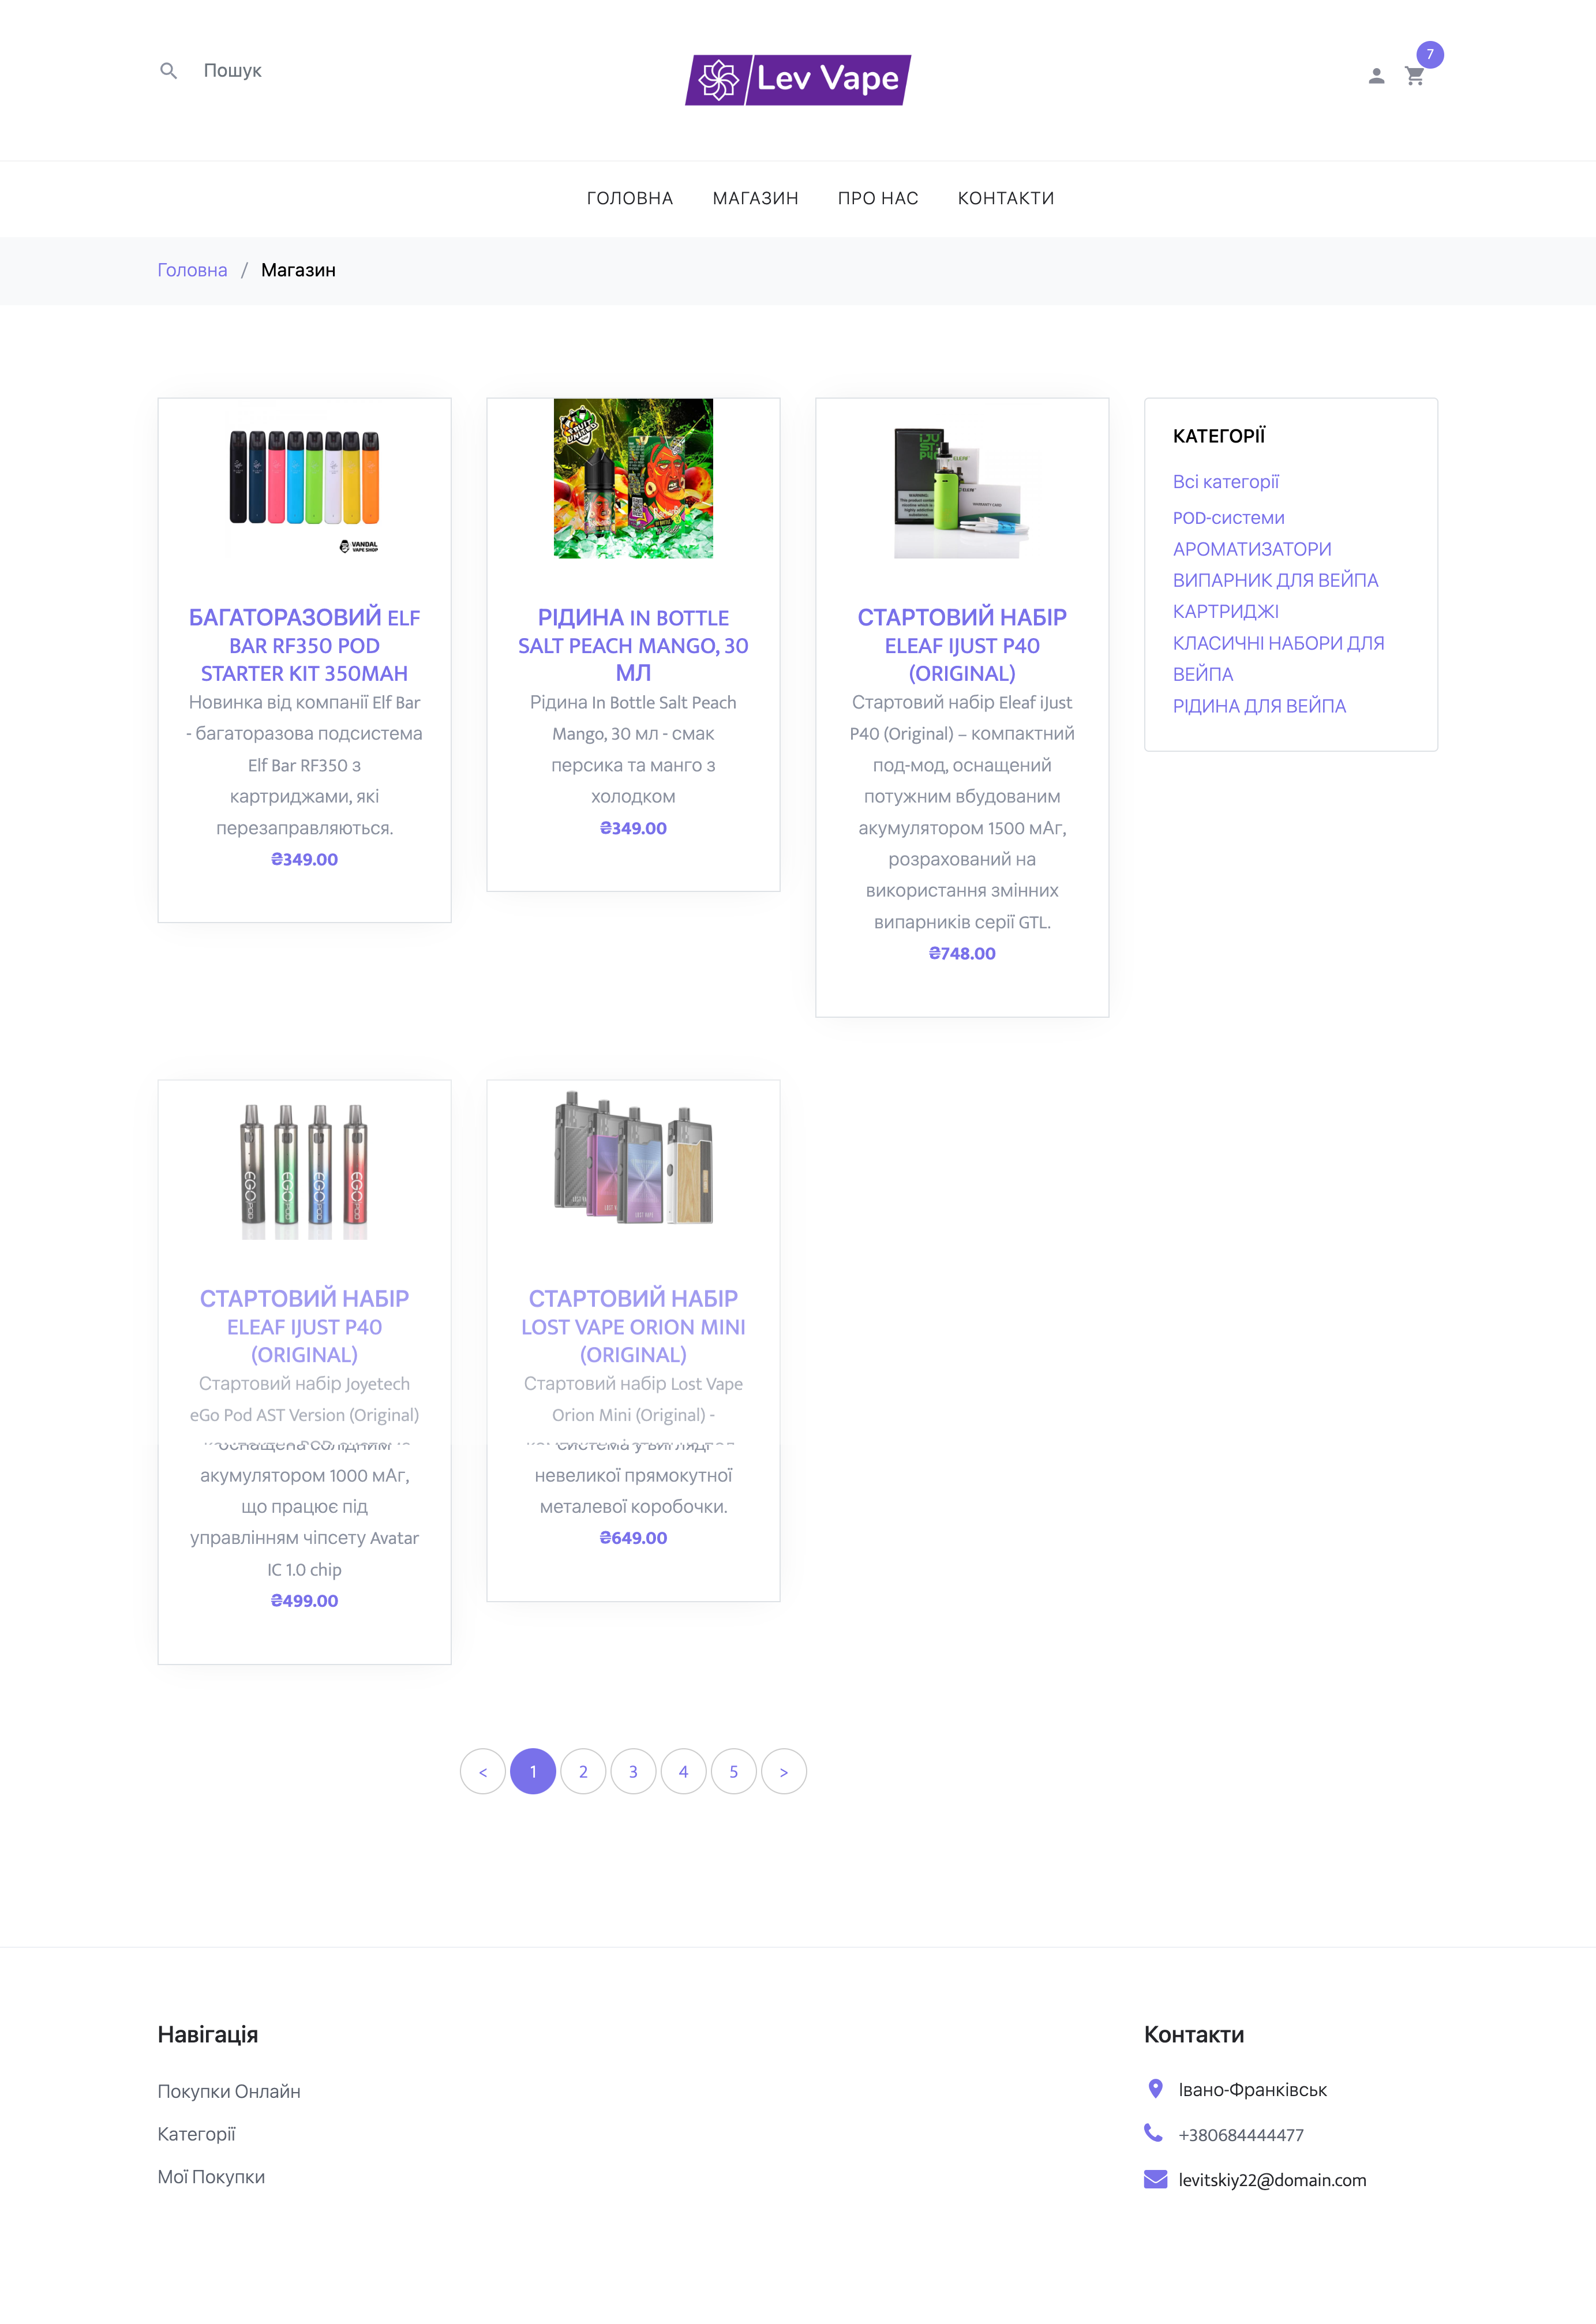 Пошук
Lev Vape
7
ГОЛОВНА МАГАЗИН ПРО НАС КОНТАКТИ
Головна / Магазин
VANDAL
VAPE SHOP
БАГАТОРАЗОВИЙ ELF
BAR RF350 POD
STARTER KIT 350MAH
Новинка від компанії Elf Bar
- багаторазова подсистема
Elf Bar RF350 з
картриджами, які
перезаправляються.
₴349.00
РІДИНА IN BOTTLE
SALT PEACH MANGO, 30
МЛ
Рідина In Bottle Salt Peach
Mango, 30 мл - смак
персика та манго з
холодком
₴349.00
СТАРТОВИЙ НАБІР
ELEAF IJUST P40
(ORIGINAL)
Стартовий набір Eleaf iJust
P40 (Original) – компактний
под-мод, оснащений
потужним вбудованим
акумулятором 1500 мАг,
розрахований на
використання змінних
випарників серії GTL.
₴748.00
КАТЕГОРІЇ
Всі категорії
POD-системи
АРОМАТИЗАТОРИ
ВИПАРНИК ДЛЯ ВЕЙПА
КАРТРИДЖІ
КЛАСИЧНІ НАБОРИ ДЛЯ
ВЕЙПА
РІДИНА ДЛЯ ВЕЙПА
СТАРТОВИЙ НАБІР
ELEAF IJUST P40
(ORIGINAL)
Стартовий набір Joyetech
eGo Pod AST Version (Original)
оснащена солідним
акумулятором 1000 мАг,
що працює під
управлінням чіпсету Avatar
IC 1.0 chip
₴499.00
СТАРТОВИЙ НАБІР
LOST VAPE ORION MINI
(ORIGINAL)
Стартовий набір Lost Vape
Orion Mini (Original) -
система у вигляді
невеликої прямокутної
металевої коробочки.
₴649.00
< 1 2 3 4 5 >
Навігація
Покупки Онлайн
Категорії
Мої Покупки
Контакти
Івано-Франківськ
+380684444477
levitskiy22@domain.com